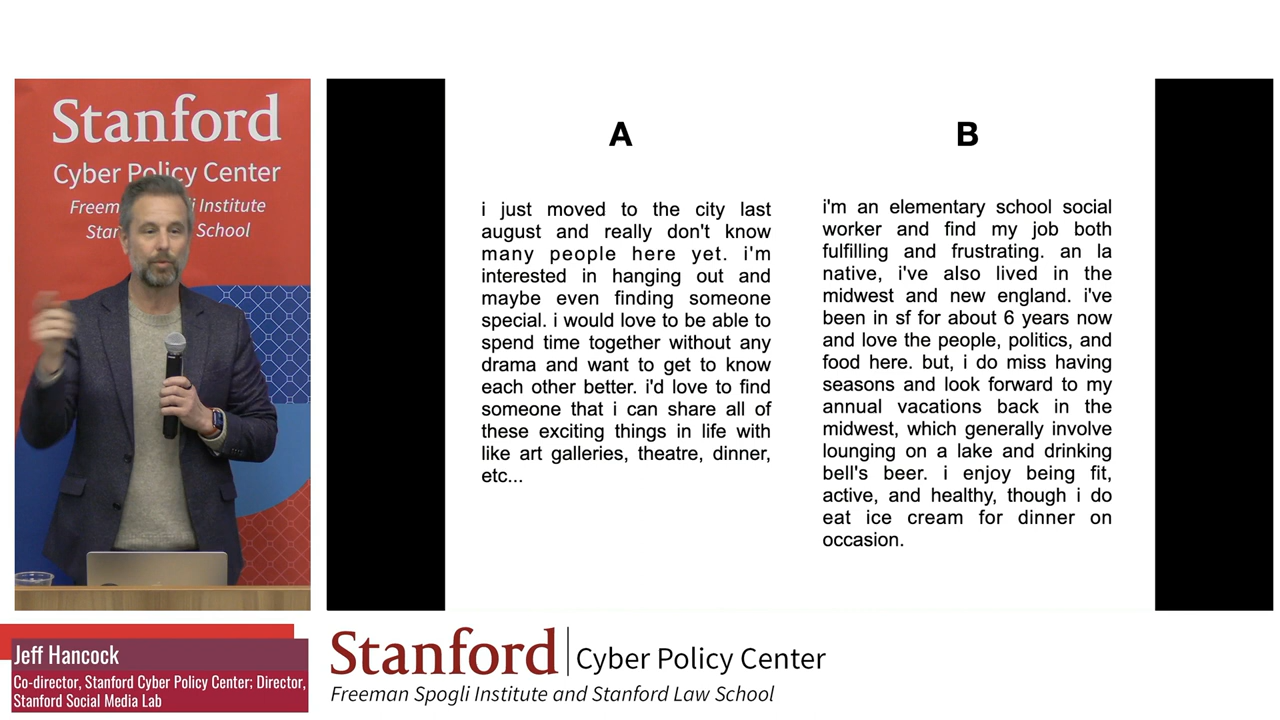 Stanford
Cyber Policy Center
Institute
School
A
i just moved to the city last
august and really don't know
many people here yet. i'm
interested in hanging out and
maybe even finding someone
special. i would love to be able to
spend time together without any
drama and want to get to know
each other better. i'd love to find
someone that i can share all of
these exciting things in life with
like art galleries, theatre, dinner,
etc...
B
i'm an elementary school social
worker and find my job both
fulfilling and frustrating. an la
native, i've also lived in the
midwest and new england. i've
been in sf for about 6 years now
and love the people, politics, and
food here. but, i do miss having
seasons and look forward to my
annual vacations back in the
midwest, which generally involve
lounging on a lake and drinking
bell's beer. i enjoy being fit,
active, and healthy, though i do
eat ice cream for dinner on
occasion.
Jeff Hancock
Co-director, Stanford Cyber Policy Center; Director,
Stanford Social Media Lab
Stanford Cyber Policy Center
Freeman Spogli Institute and Stanford Law School